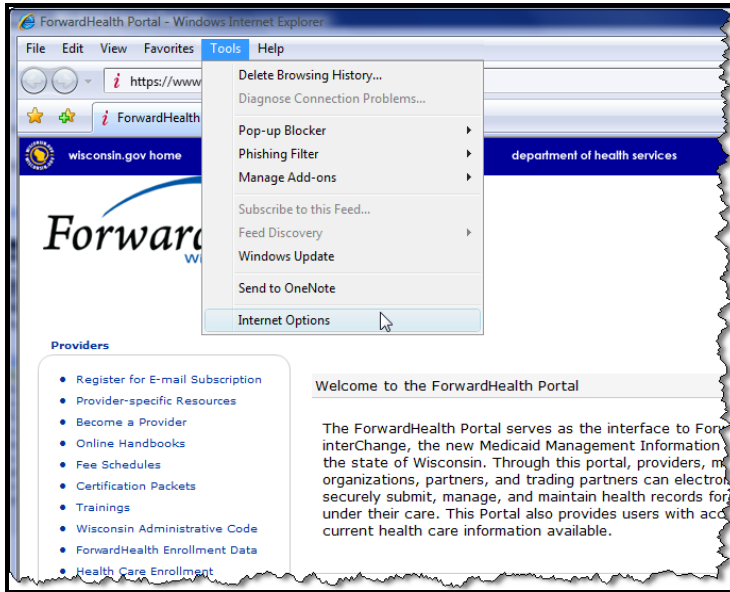 ForwardHealth Portal - Windows Internet Explorer
File Edit View Favorites Tools Help
https://www
ForwardHealth
Delete Browsing History...
Diagnose Connection Problems...
Pop-up Blocker
Phishing Filter
Manage Add-ons
Subscribe to this Feed...
Feed Discovery
Windows Update
Send to OneNote
Internet Options
wisconsin.gov home
department of health services
Forward
Wi
Providers
Register for E-mail Subscription
Provider-specific Resources
Become a Provider
Online Handbooks
Fee Schedules
Certification Packets
Trainings
Wisconsin Administrative Code
ForwardHealth Enrollment Data
Health Care Enrollment
Welcome to the ForwardHealth Portal
The ForwardHealth Portal serves as the interface to
interChange, the new Medicaid Management Information
the state of Wisconsin. Through this portal, providers,
organizations, partners, and trading partners can
securely submit, manage, and maintain health records for
under their care. This Portal also provides users with
current health care information available.